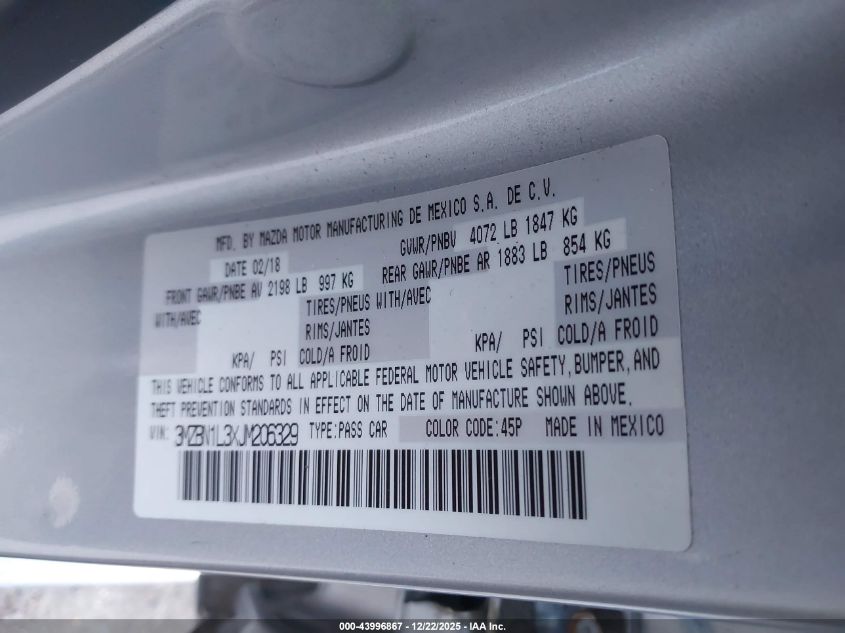 MFD. BY MAZDA MOTOR MANUFACTURING DE MEXICO S.A. DE C.V.
DATE 02/18 GVWR/PNBV 4072 LB 1847 KG
FRONT GAWR/PNBE AV 2198 LB 997 KG REAR GAWR/PNBE AR 1883 LB 854 KG
WITH/AVEC TIRES/PNEUS WITH/AVEC TIRES/PNEUS
RIMS/JANTES RIMS/JANTES
KPA/ PSI COLD/A FROID KPA/ PSI COLD/A FROID
THIS VEHICLE CONFORMS TO ALL APPLICABLE FEDERAL MOTOR VEHICLE SAFETY, BUMPER, AND
THEFT PREVENTION STANDARDS IN EFFECT ON THE DATE OF MANUFACTURE SHOWN ABOVE.
VIN: 3MZBN1L3XJM206329 TYPE:PASS CAR COLOR CODE:45P MADE IN MEXICO
000-43996867 - 12/22/2025 - IAA, Inc.